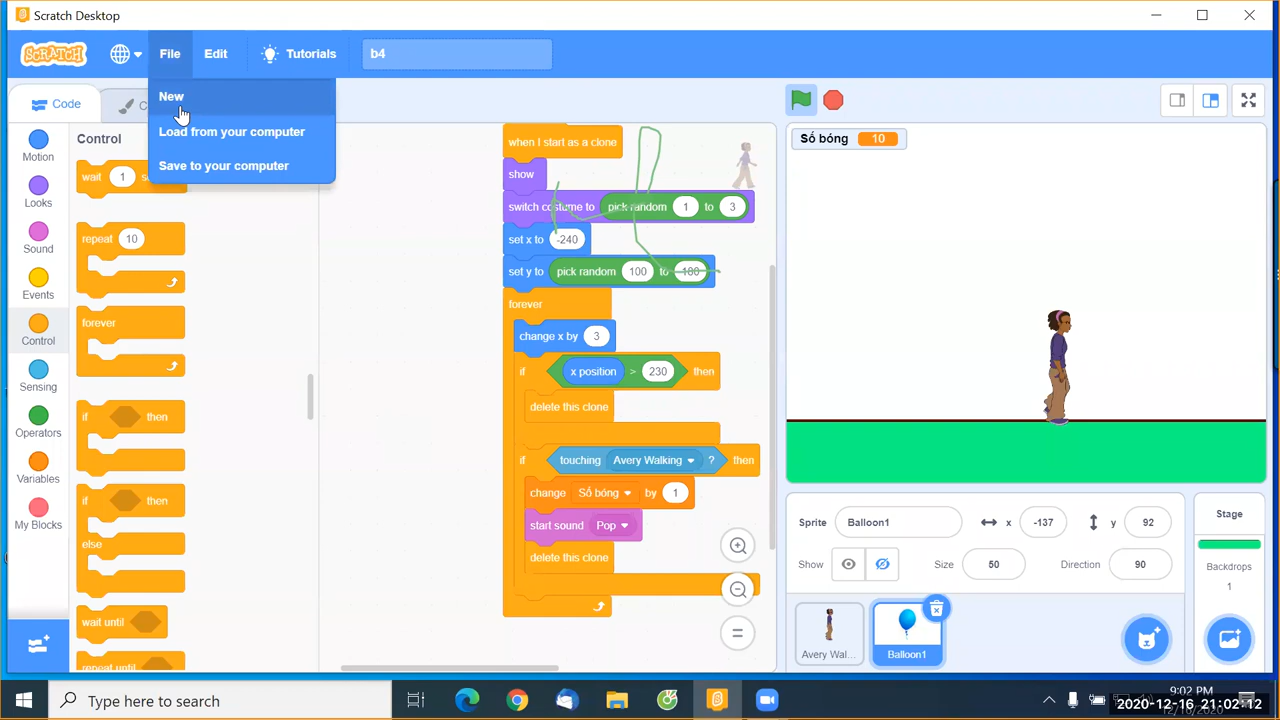 Scratch Desktop
SCRATCH File Edit Tutorials b4
New
Load from your computer
Save to your computer
Code
C
Motion
Looks
Sound
Events
Control
Sensing
Operators
Variables
My Blocks
Control
wait 1
repeat 10
forever
if then
if then
else
wait until
repeat until
when I start as a clone
show
switch costume to pick random 1 to 3
set x to -240
set y to pick random 100 to -180
forever
change x by 3
if x position > 230 then
delete this clone
if touching Avery Walking ? then
change Số bóng by 1
start sound Pop
delete this clone
Số bóng 10
Sprite Balloon1 x -137 y 92
Show Size 50 Direction 90
Avery Wal...
Balloon1
Stage
Backdrops
1
Type here to search
9:02 PM
2020-12-16 21:02:12